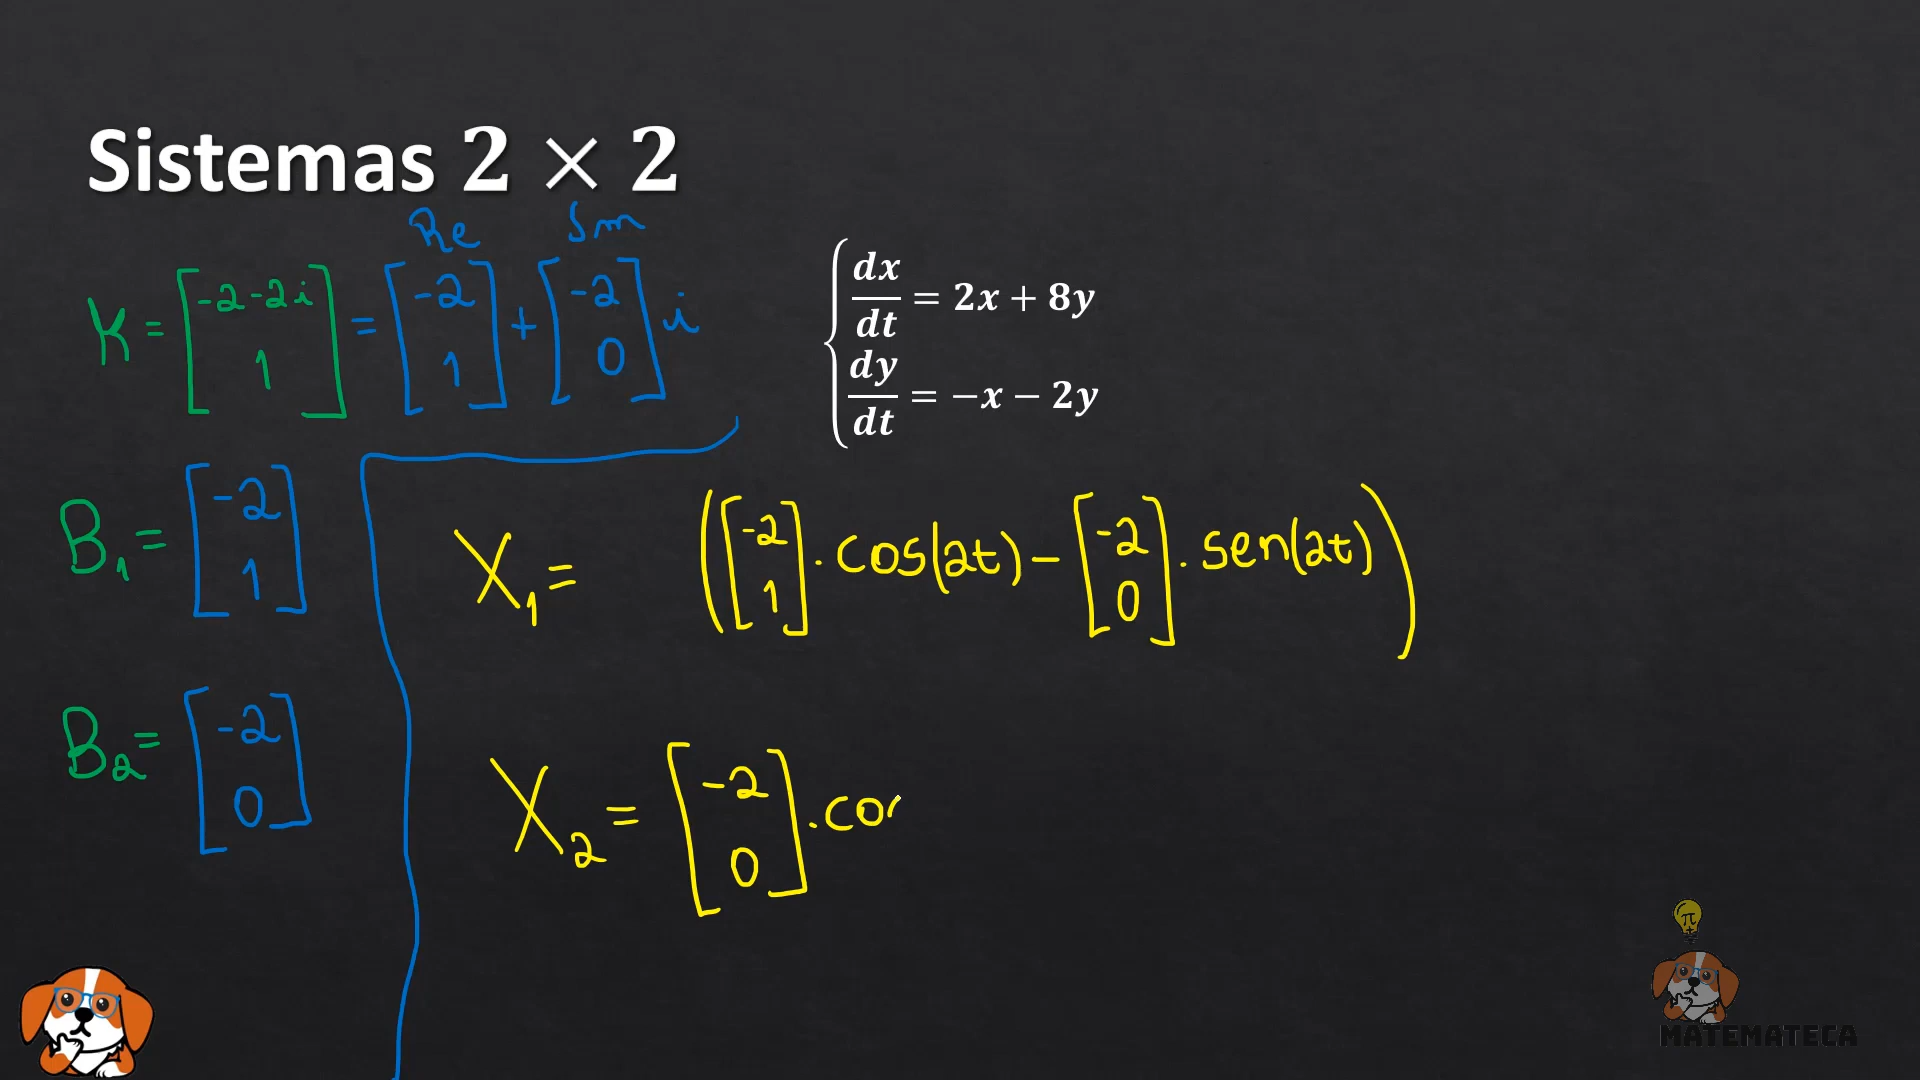 Sistemas 2 × 2
Re Im
K = [-2-2i 1] = [-2 1] + [-2 0] i
dx/dt = 2x + 8y
dy/dt = −x − 2y
B₁ = [-2 1]
X₁ = ([-2 1] . cos(2t) − [-2 0] . sen(2t))
B₂ = [-2 0]
X₂ = [-2 0] .co
π
MATEMATECA